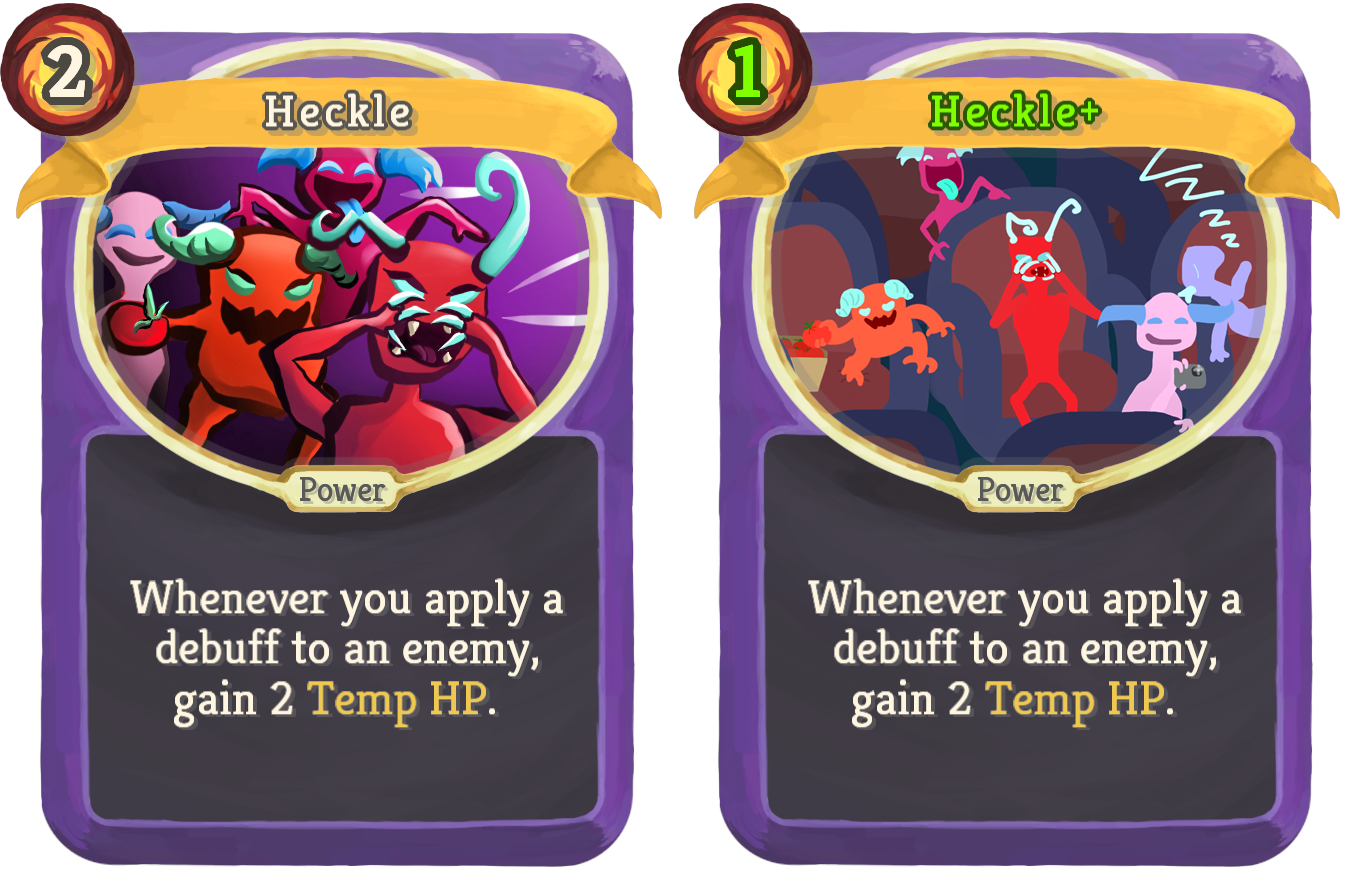 2
Heckle
Power
Whenever you apply a
debuff to an enemy,
gain 2 Temp HP.
1
Heckle+
Power
Whenever you apply a
debuff to an enemy,
gain 2 Temp HP.